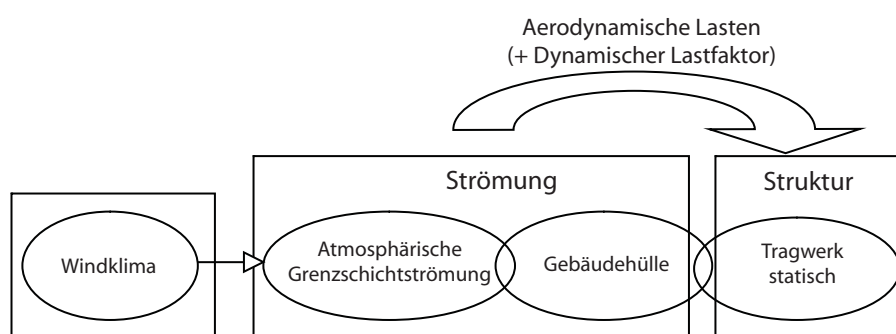 Aerodynamische Lasten
(+ Dynamischer Lastfaktor)
Strömung
Struktur
Windklima
Atmosphärische
Grenzschichtströmung
Gebäudehülle
Tragwerk
statisch